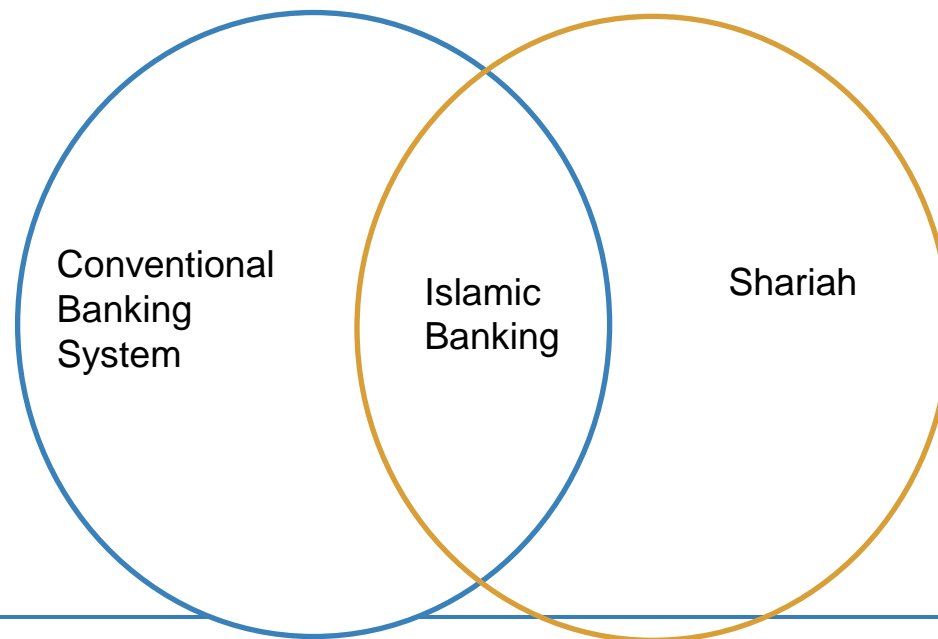 Conventional
Banking
System
Islamic
Banking
Shariah